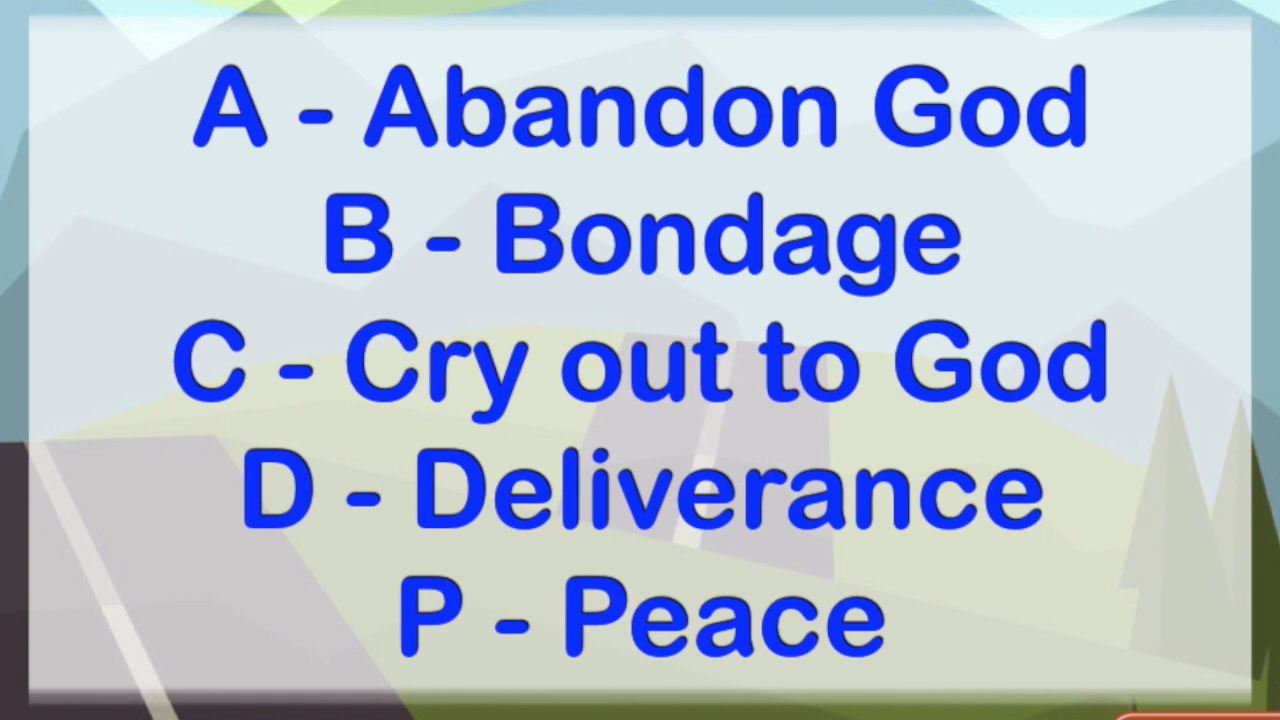 A - Abandon God
B - Bondage
C - Cry out to God
D - Deliverance
P - Peace